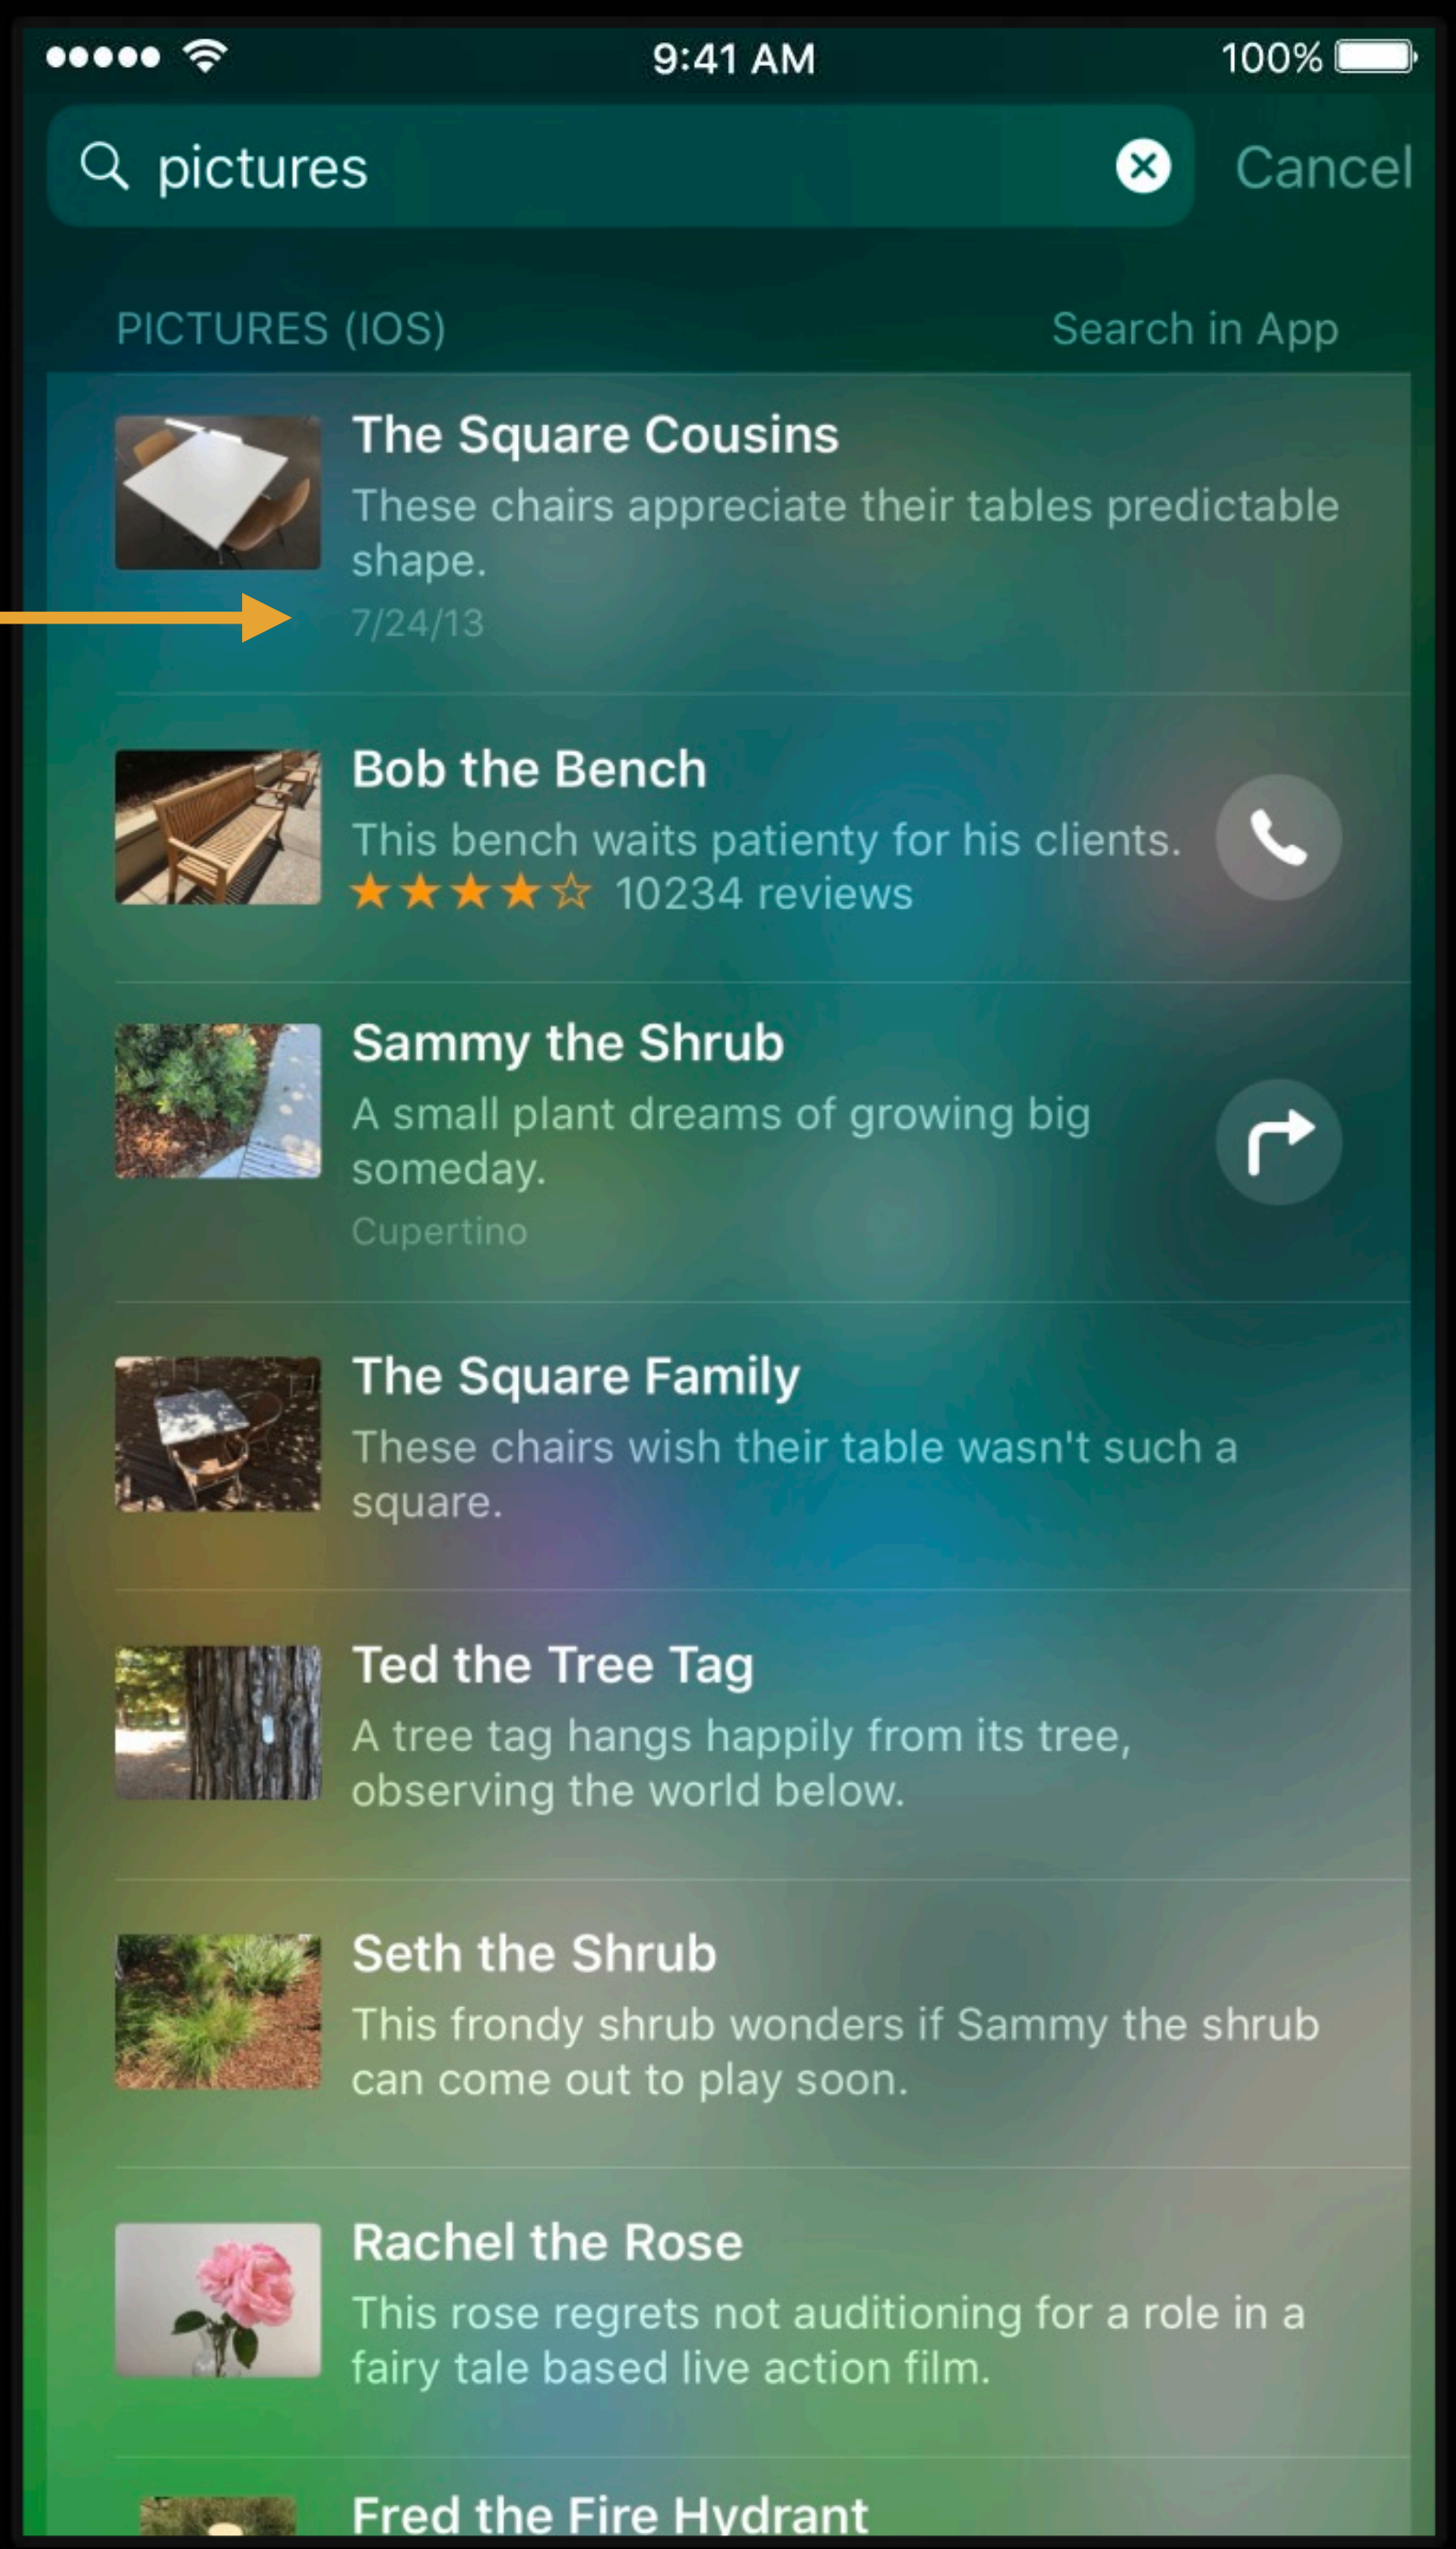 9:41 AM
100%
pictures
Cancel
PICTURES (IOS)
Search in App
The Square Cousins
These chairs appreciate their tables predictable
shape.
7/24/13
Bob the Bench
This bench waits patienty for his clients.
★★★★☆ 10234 reviews
Sammy the Shrub
A small plant dreams of growing big
someday.
Cupertino
The Square Family
These chairs wish their table wasn't such a
square.
Ted the Tree Tag
A tree tag hangs happily from its tree,
observing the world below.
Seth the Shrub
This frondy shrub wonders if Sammy the shrub
can come out to play soon.
Rachel the Rose
This rose regrets not auditioning for a role in a
fairy tale based live action film.
Fred the Fire Hydrant